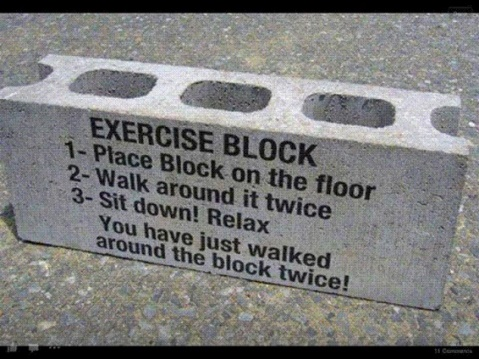 EXERCISE BLOCK
1- Place Block on the floor
2- Walk around it twice
3- Sit down! Relax
You have just walked
around the block twice!